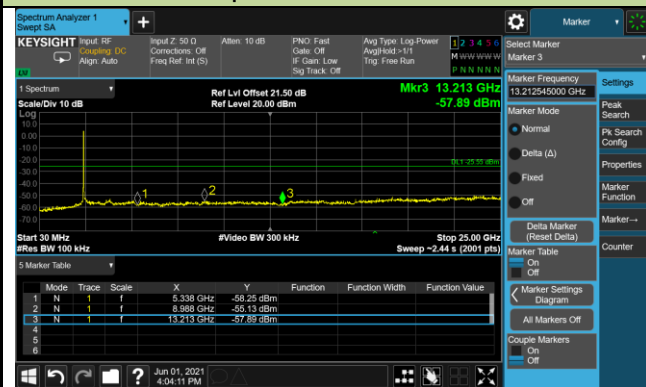 Spectrum Analyzer 1
Swept SA
+
KEYSIGHT
Input: RF
Coupling: DC
Align: Auto
Input Z: 50 Ω
Corrections: Off
Freq Ref: Int (S)
Atten: 10 dB
PNO: Fast
Gate: Off
IF Gain: Low
Sig Track: Off
Avg Type: Log-Power
Avg|Hold:>1/1
Trig: Free Run
1 2 3 4 5 6
M W W W W W
P N N N N N
LXI
1 Spectrum
Scale/Div 10 dB
Ref Lvl Offset 21.50 dB
Ref Level 20.00 dBm
Mkr3 13.213 GHz
-57.89 dBm
Log
10.0
0.00
-10.0
-20.0
-30.0
-40.0
-50.0
-60.0
-70.0
DL1 -25.55 dBm
1
2
3
Start 30 MHz
#Res BW 100 kHz
#Video BW 300 kHz
Stop 25.00 GHz
Sweep ~2.44 s (2001 pts)
5 Marker Table
Mode Trace Scale X Y Function Function Width Function Value
1 N 1 f 5.338 GHz -58.25 dBm
2 N 1 f 8.988 GHz -55.13 dBm
3 N 1 f 13.213 GHz -57.89 dBm
4
5
6
?
Jun 01, 2021
4:04:11 PM
Marker
Select Marker
Marker 3
Marker Frequency
13.212545000 GHz
Marker Mode
Normal
Delta (Δ)
Fixed
Off
Delta Marker
(Reset Delta)
Marker Table
On
Off
Marker Settings
Diagram
All Markers Off
Couple Markers
On
Off
Settings
Peak
Search
Pk Search
Config
Properties
Marker
Function
Marker→
Counter